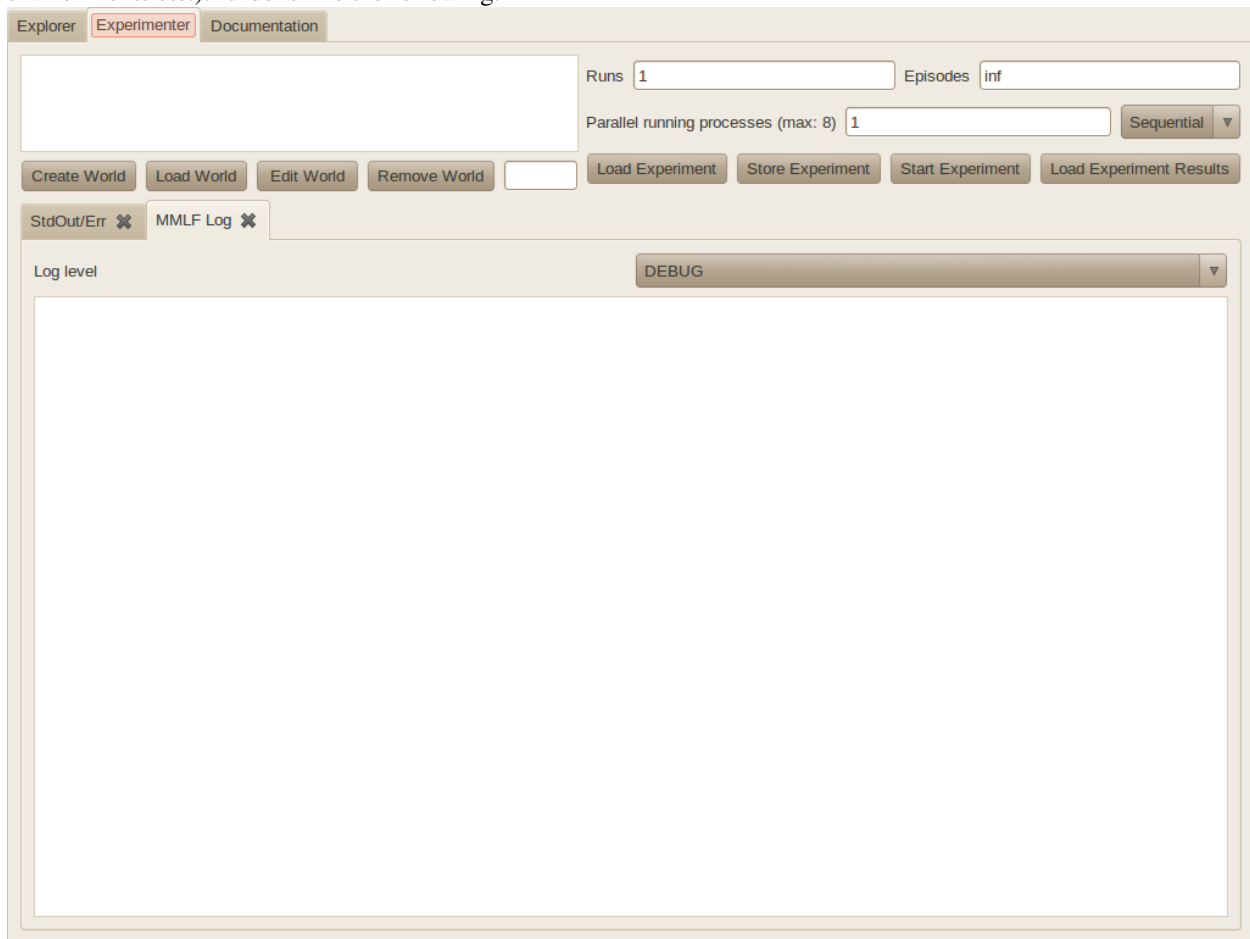 Explorer Experimenter Documentation
Runs 1 Episodes inf
Parallel running processes (max: 8) 1 Sequential
Create World Load World Edit World Remove World Load Experiment Store Experiment Start Experiment Load Experiment Results
StdOut/Err MMLF Log
Log level DEBUG